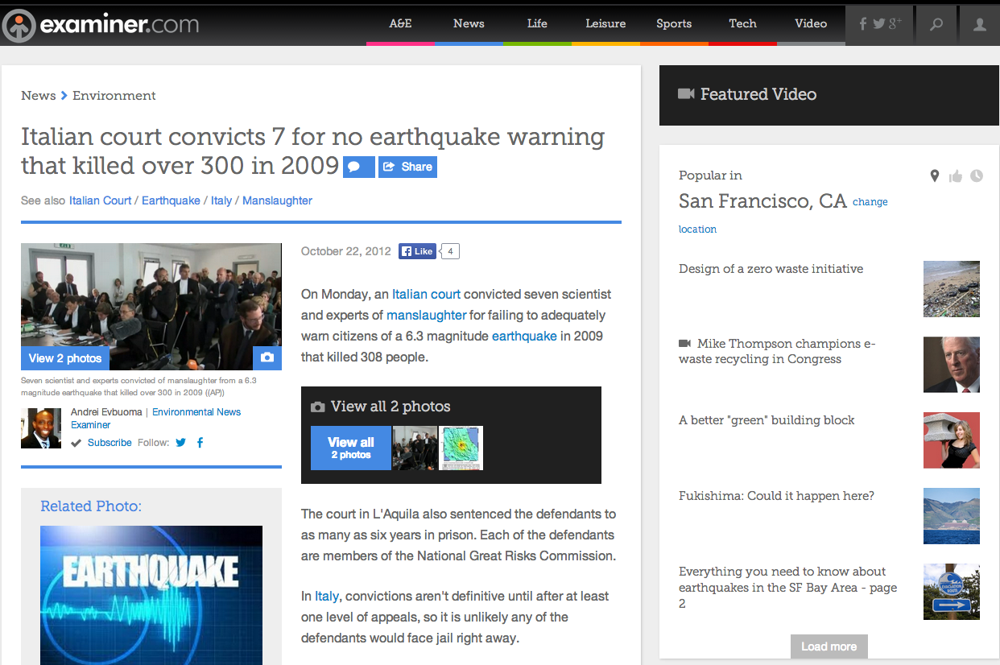 examiner.com
A&E
News
Life
Leisure
Sports
Tech
Video
News > Environment
Italian court convicts 7 for no earthquake warning
that killed over 300 in 2009
Share
See also Italian Court / Earthquake / Italy / Manslaughter
View 2 photos
Seven scientist and experts convicted of manslaughter from a 6.3
magnitude earthquake that killed over 300 in 2009 ((AP))
Andrei Evbuoma | Environmental News
Examiner
Subscribe Follow:
Related Photo:
EARTHQUAKE
October 22, 2012
Like
4
On Monday, an Italian court convicted seven scientist
and experts of manslaughter for failing to adequately
warn citizens of a 6.3 magnitude earthquake in 2009
that killed 308 people.
View all 2 photos
View all
2 photos
The court in L'Aquila also sentenced the defendants to
as many as six years in prison. Each of the defendants
are members of the National Great Risks Commission.
In Italy, convictions aren't definitive until after at least
one level of appeals, so it is unlikely any of the
defendants would face jail right away.
Featured Video
Popular in
San Francisco, CA change
location
Design of a zero waste initiative
Mike Thompson champions e-
waste recycling in Congress
A better "green" building block
Fukishima: Could it happen here?
Everything you need to know about
earthquakes in the SF Bay Area - page
2
EVACUATION
ROUTE
Load more